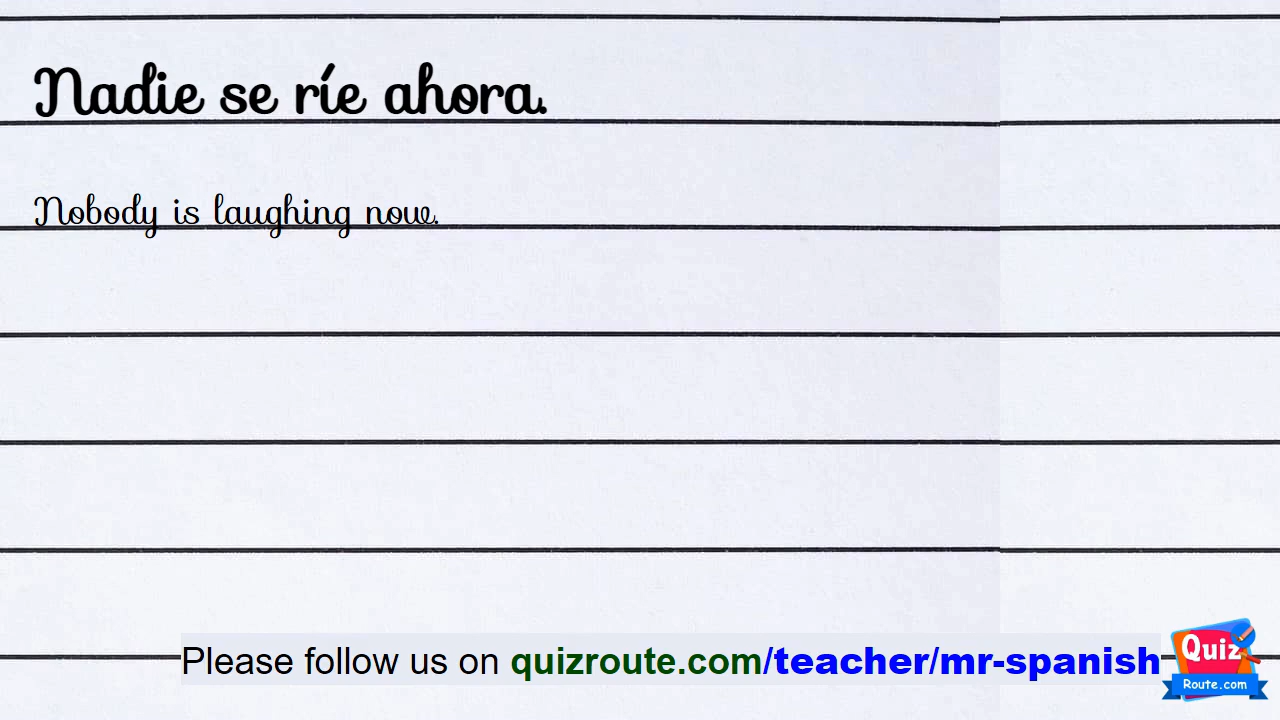 Nadie se ríe ahora.
Nobody is laughing now.
Please follow us on quizroute.com/teacher/mr-spanish
Quiz
Route.com